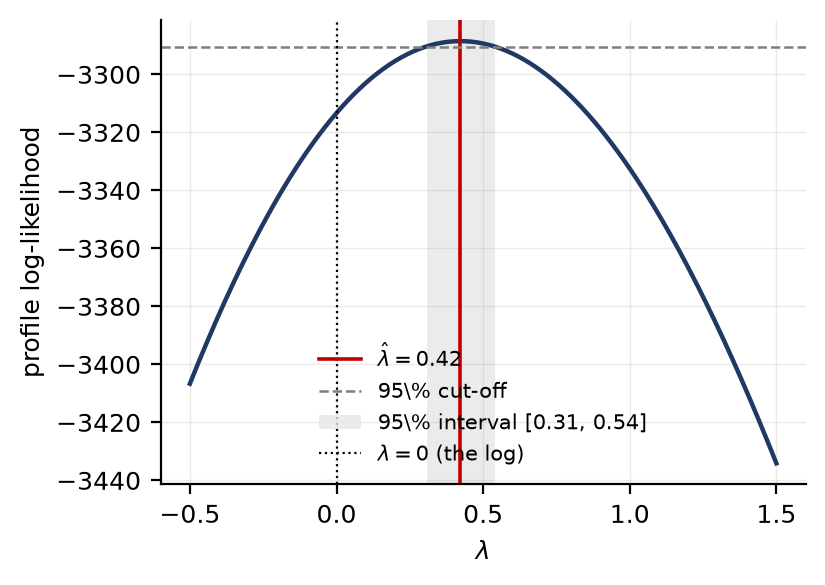 profile log-likelihood
−3300
−3320
−3340
−3360
−3380
−3400
−3420
−3440
λ̂ = 0.42
95\% cut-off
95\% interval [0.31, 0.54]
λ = 0 (the log)
−0.5
0.0
0.5
1.0
1.5
λ